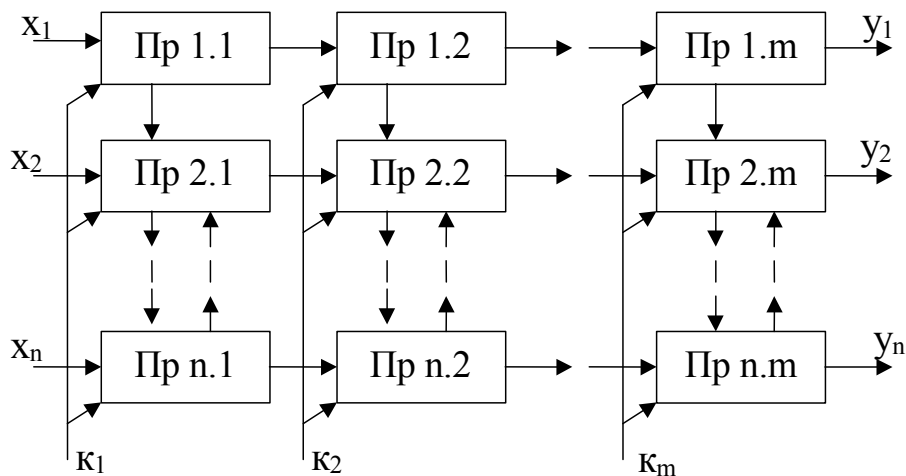 x1 Пр 1.1 Пр 1.2 Пр 1.m y1
x2 Пр 2.1 Пр 2.2 Пр 2.m y2
xn Пр n.1 Пр n.2 Пр n.m yn
к1 к2 кm